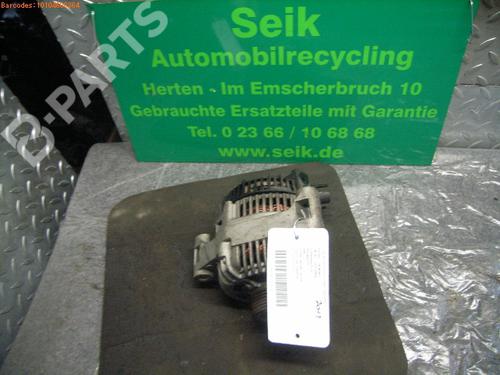 Seik
Automobilrecycling
Herten - Im Emscherbruch 10
Gebrauchte Ersatzteile mit Garantie
Tel. 0 23 66 / 10 68 68
www.seik.de
B-PARTS